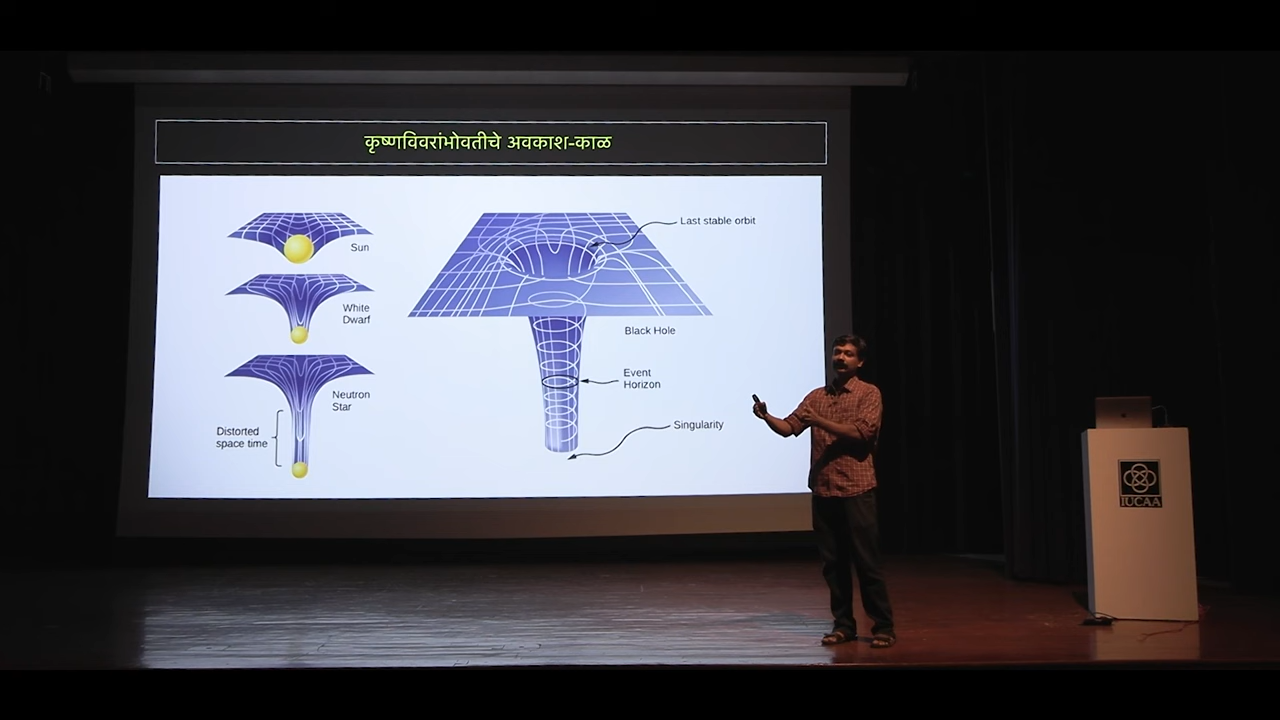 कृष्णविवरांभोवतीचे अवकाश-काळ
Sun
White
Dwarf
Neutron
Star
Distorted
space time
Last stable orbit
Black Hole
Event
Horizon
Singularity
IUCAA